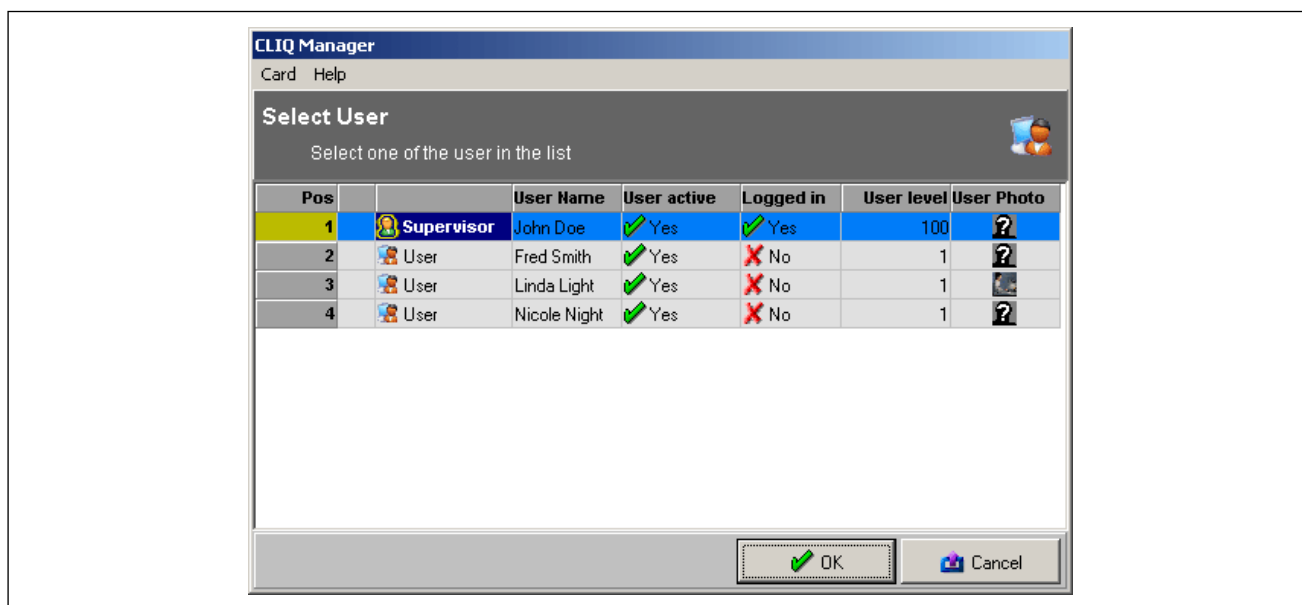 CLIQ Manager
Card Help
Select User
Select one of the user in the list
Pos User Name User active Logged in User level User Photo
1 Supervisor John Doe Yes Yes 100 ?
2 User Fred Smith Yes No 1 ?
3 User Linda Light Yes No 1
4 User Nicole Night Yes No 1 ?
OK Cancel